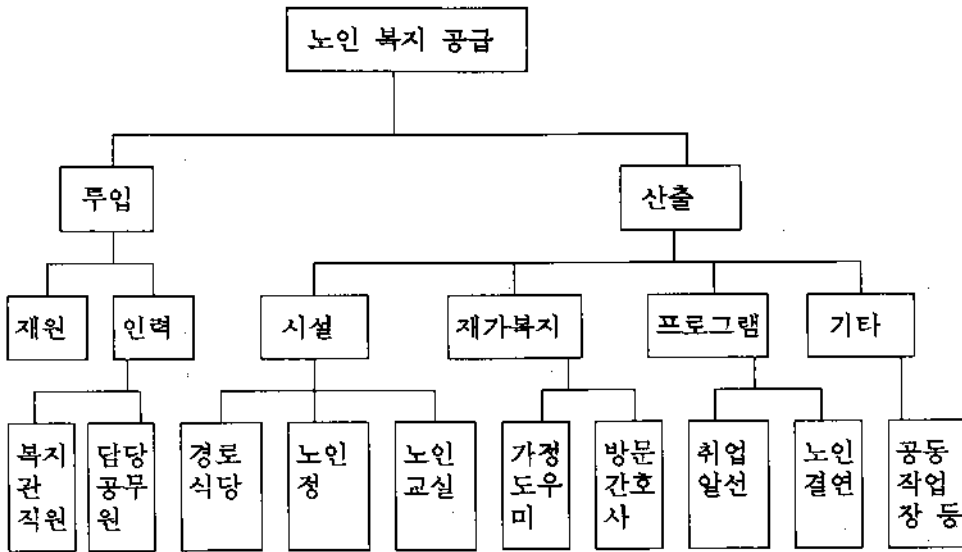 노인 복지 공급
투입
산출
재원
인력
시설
재가복지
프로그램
기타
복지
관
직원
담당
공무
원
경로
식당
노인
정
노인
교실
가정
도우
미
방문
간호
사
취업
알선
노인
결연
공동
작업
장 등